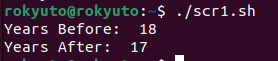 rokyuto@rokyuto:~$ ./scr1.sh
Years Before:  18
Years After:  17